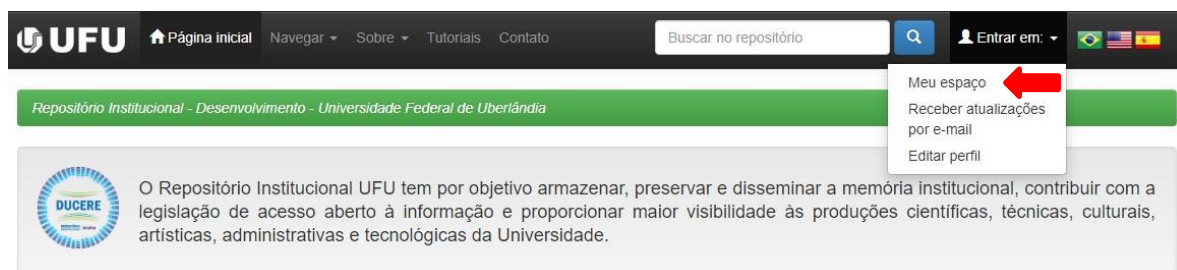 UFU Página inicial Navegar Sobre Tutoriais Contato Buscar no repositório Entrar em:
Meu espaço
Receber atualizações
por e-mail
Editar perfil
Repositório Institucional - Desenvolvimento - Universidade Federal de Uberlândia
DUCERE
O Repositório Institucional UFU tem por objetivo armazenar, preservar e disseminar a memória institucional, contribuir com a
legislação de acesso aberto à informação e proporcionar maior visibilidade às produções científicas, técnicas, culturais,
artísticas, administrativas e tecnológicas da Universidade.